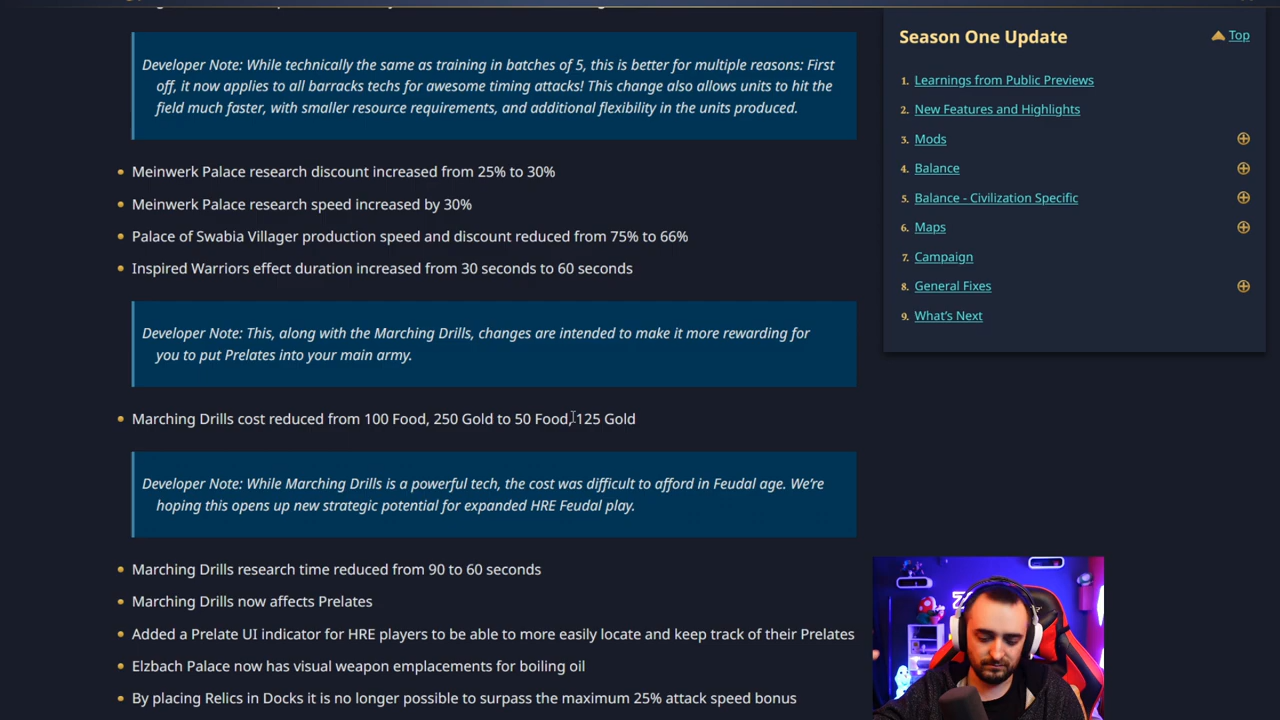 Developer Note: While technically the same as training in batches of 5, this is better for multiple reasons: First
off, it now applies to all barracks techs for awesome timing attacks! This change also allows units to hit the
field much faster, with smaller resource requirements, and additional flexibility in the units produced.
Meinwerk Palace research discount increased from 25% to 30%
Meinwerk Palace research speed increased by 30%
Palace of Swabia Villager production speed and discount reduced from 75% to 66%
Inspired Warriors effect duration increased from 30 seconds to 60 seconds
Developer Note: This, along with the Marching Drills, changes are intended to make it more rewarding for
you to put Prelates into your main army.
Marching Drills cost reduced from 100 Food, 250 Gold to 50 Food, 125 Gold
Developer Note: While Marching Drills is a powerful tech, the cost was difficult to afford in Feudal age. We're
hoping this opens up new strategic potential for expanded HRE Feudal play.
Marching Drills research time reduced from 90 to 60 seconds
Marching Drills now affects Prelates
Added a Prelate UI indicator for HRE players to be able to more easily locate and keep track of their Prelates
Elzbach Palace now has visual weapon emplacements for boiling oil
By placing Relics in Docks it is no longer possible to surpass the maximum 25% attack speed bonus
Season One Update
Top
1. Learnings from Public Previews
2. New Features and Highlights
3. Mods
4. Balance
5. Balance - Civilization Specific
6. Maps
7. Campaign
8. General Fixes
9. What's Next